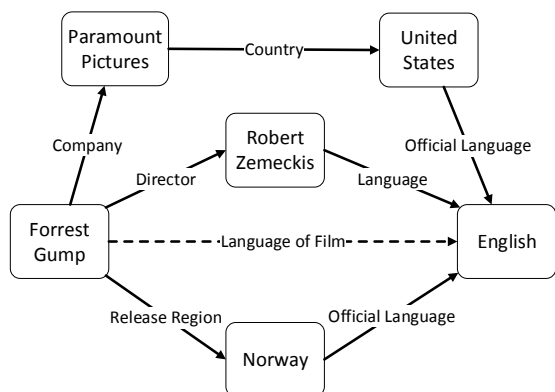 Paramount
Pictures
Country
United
States
Company
Official Language
Robert
Zemeckis
Director
Language
Forrest
Gump
Language of Film
English
Release Region
Official Language
Norway